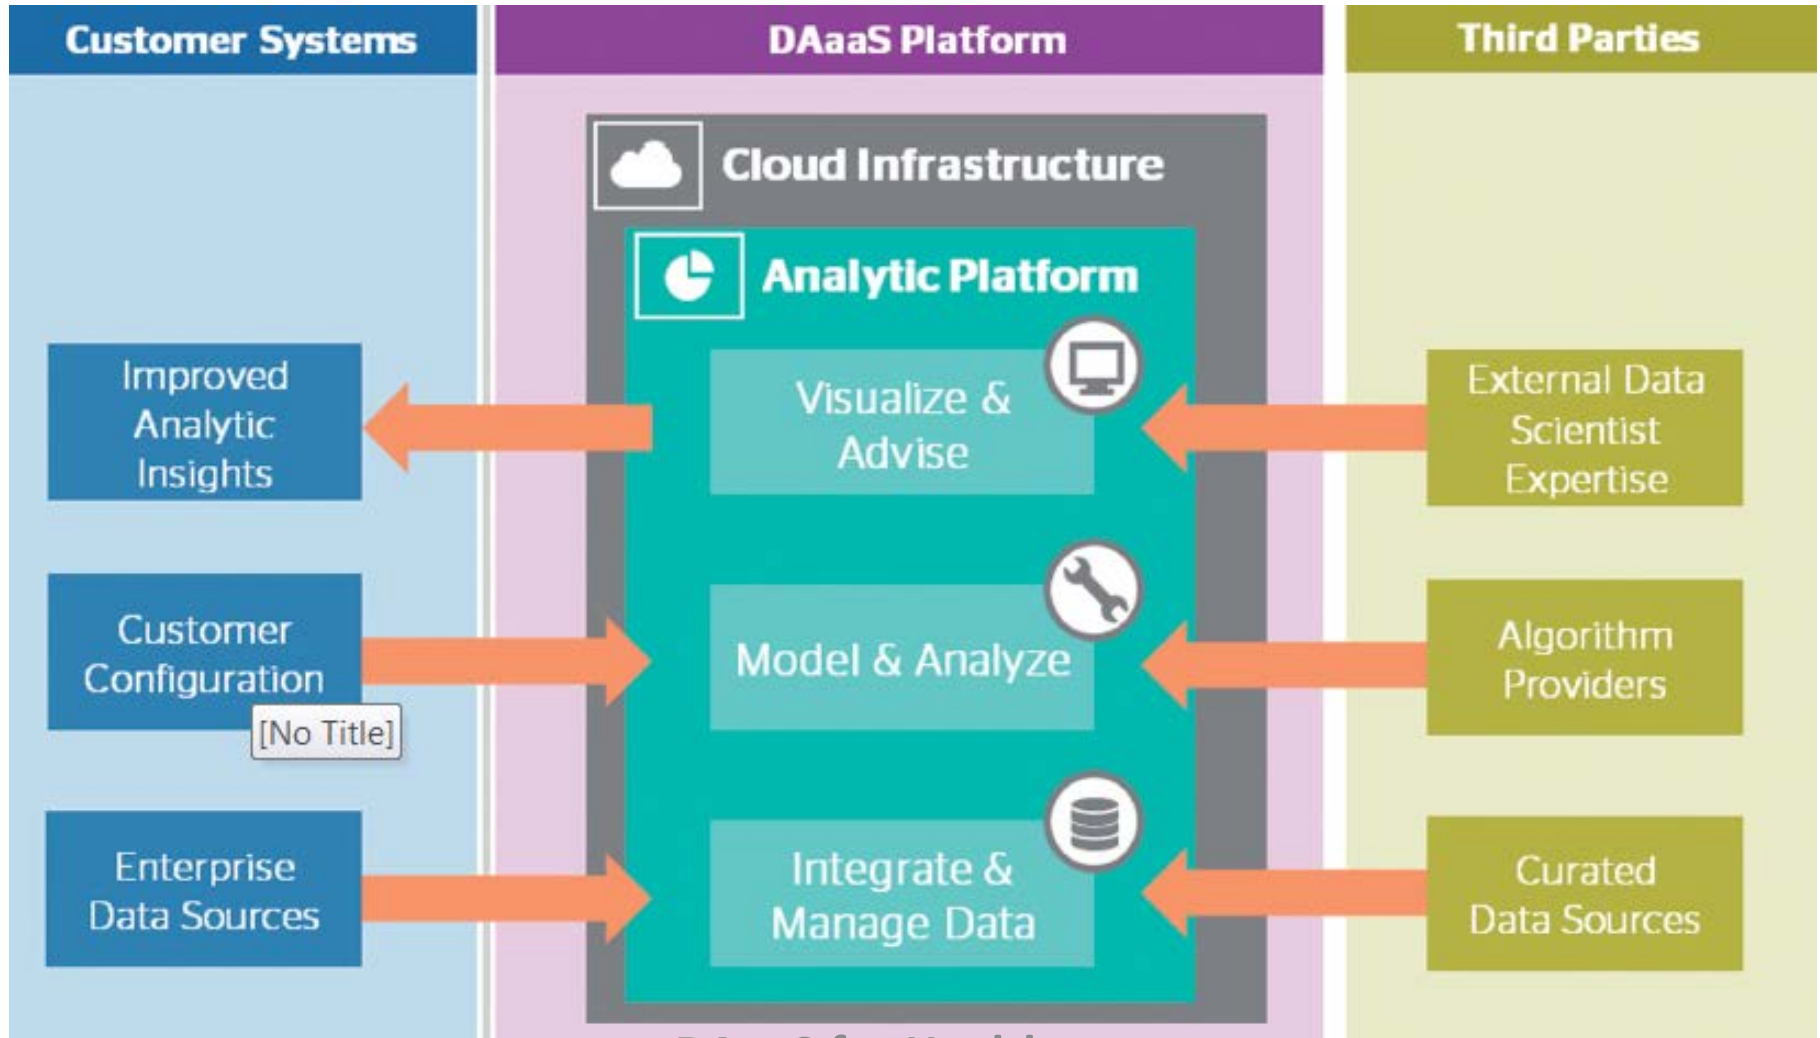 Customer Systems
DAaaS Platform
Third Parties
Cloud Infrastructure
Analytic Platform
Improved
Analytic
Insights
Visualize &
Advise
External Data
Scientist
Expertise
Customer
Configuration
[No Title]
Model & Analyze
Algorithm
Providers
Enterprise
Data Sources
Integrate &
Manage Data
Curated
Data Sources